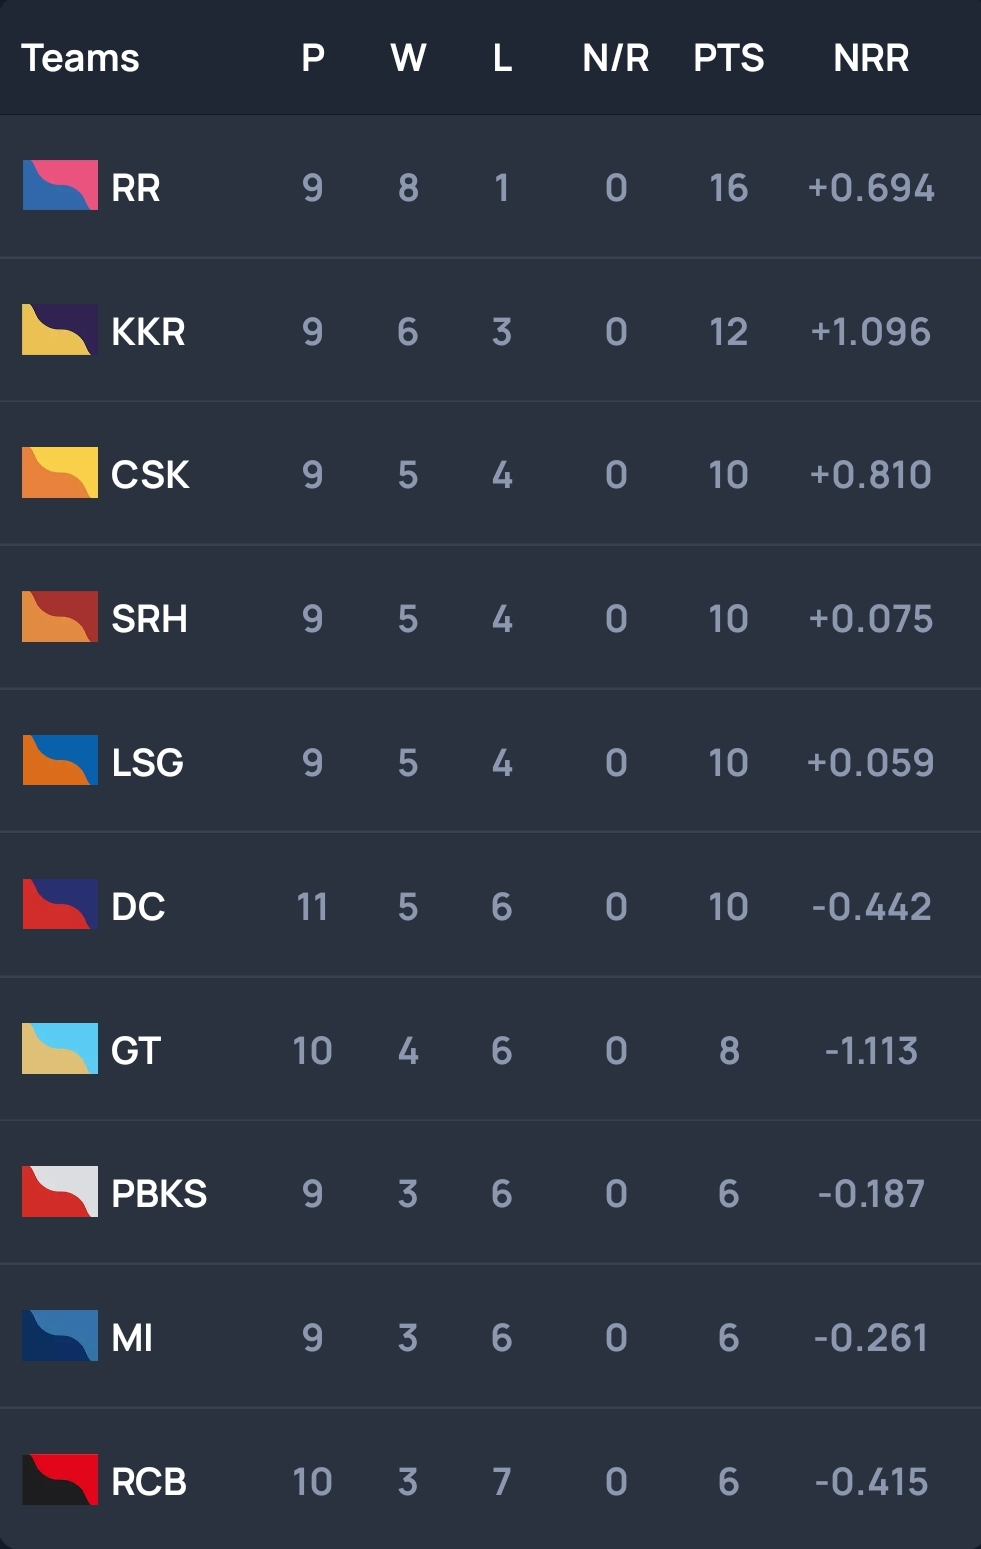 Teams P W L N/R PTS NRR
RR 9 8 1 0 16 +0.694
KKR 9 6 3 0 12 +1.096
CSK 9 5 4 0 10 +0.810
SRH 9 5 4 0 10 +0.075
LSG 9 5 4 0 10 +0.059
DC 11 5 6 0 10 -0.442
GT 10 4 6 0 8 -1.113
PBKS 9 3 6 0 6 -0.187
MI 9 3 6 0 6 -0.261
RCB 10 3 7 0 6 -0.415